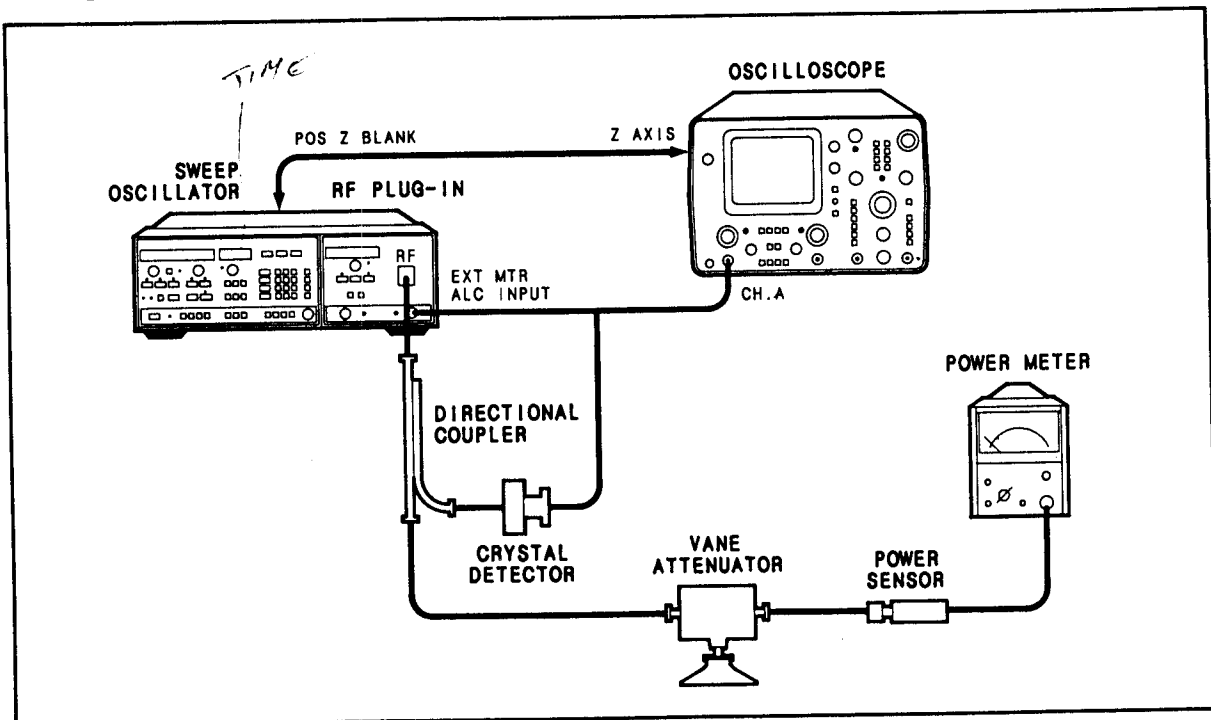 TIME
OSCILLOSCOPE
POS Z BLANK
Z AXIS
SWEEP
OSCILLATOR
RF PLUG-IN
RF
EXT MTR
ALC INPUT
CH.A
POWER METER
DIRECTIONAL
COUPLER
CRYSTAL
DETECTOR
VANE
ATTENUATOR
POWER
SENSOR